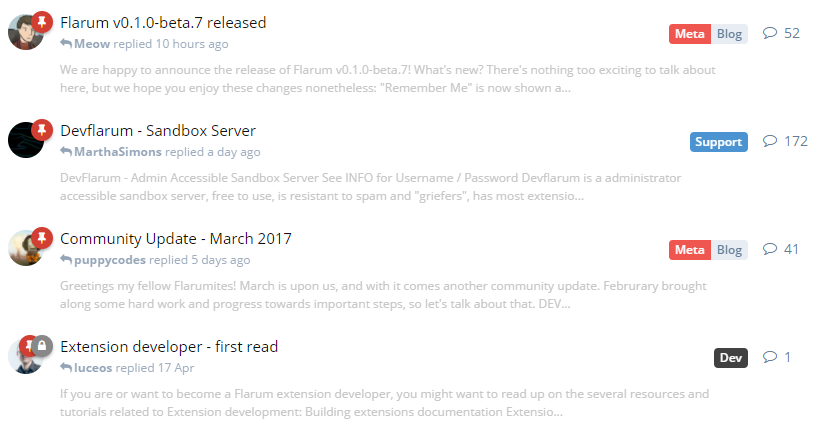 Flarum v0.1.0-beta.7 released
Meta Blog 52
Meow replied 10 hours ago
We are happy to announce the release of Flarum v0.1.0-beta.7! What's new? There's nothing too exciting to talk about
here, but we hope you enjoy these changes nonetheless: "Remember Me" is now shown a...
Devflarum - Sandbox Server
Support 172
MarthaSimons replied a day ago
DevFlarum - Admin Accessible Sandbox Server See INFO for Username / Password Devflarum is a administrator
accessible sandbox server, free to use, is resistant to spam and "griefers", has most extensio...
Community Update - March 2017
Meta Blog 41
puppycodes replied 5 days ago
Greetings my fellow Flarumites! March is upon us, and with it comes another community update. Februrary brought
along some hard work and progress towards important steps, so let's talk about that. DEV...
Extension developer - first read
Dev 1
luceos replied 17 Apr
If you are or want to become a Flarum extension developer, you might want to read up on the several resources and
tutorials related to Extension development: Building extensions documentation Extensio...